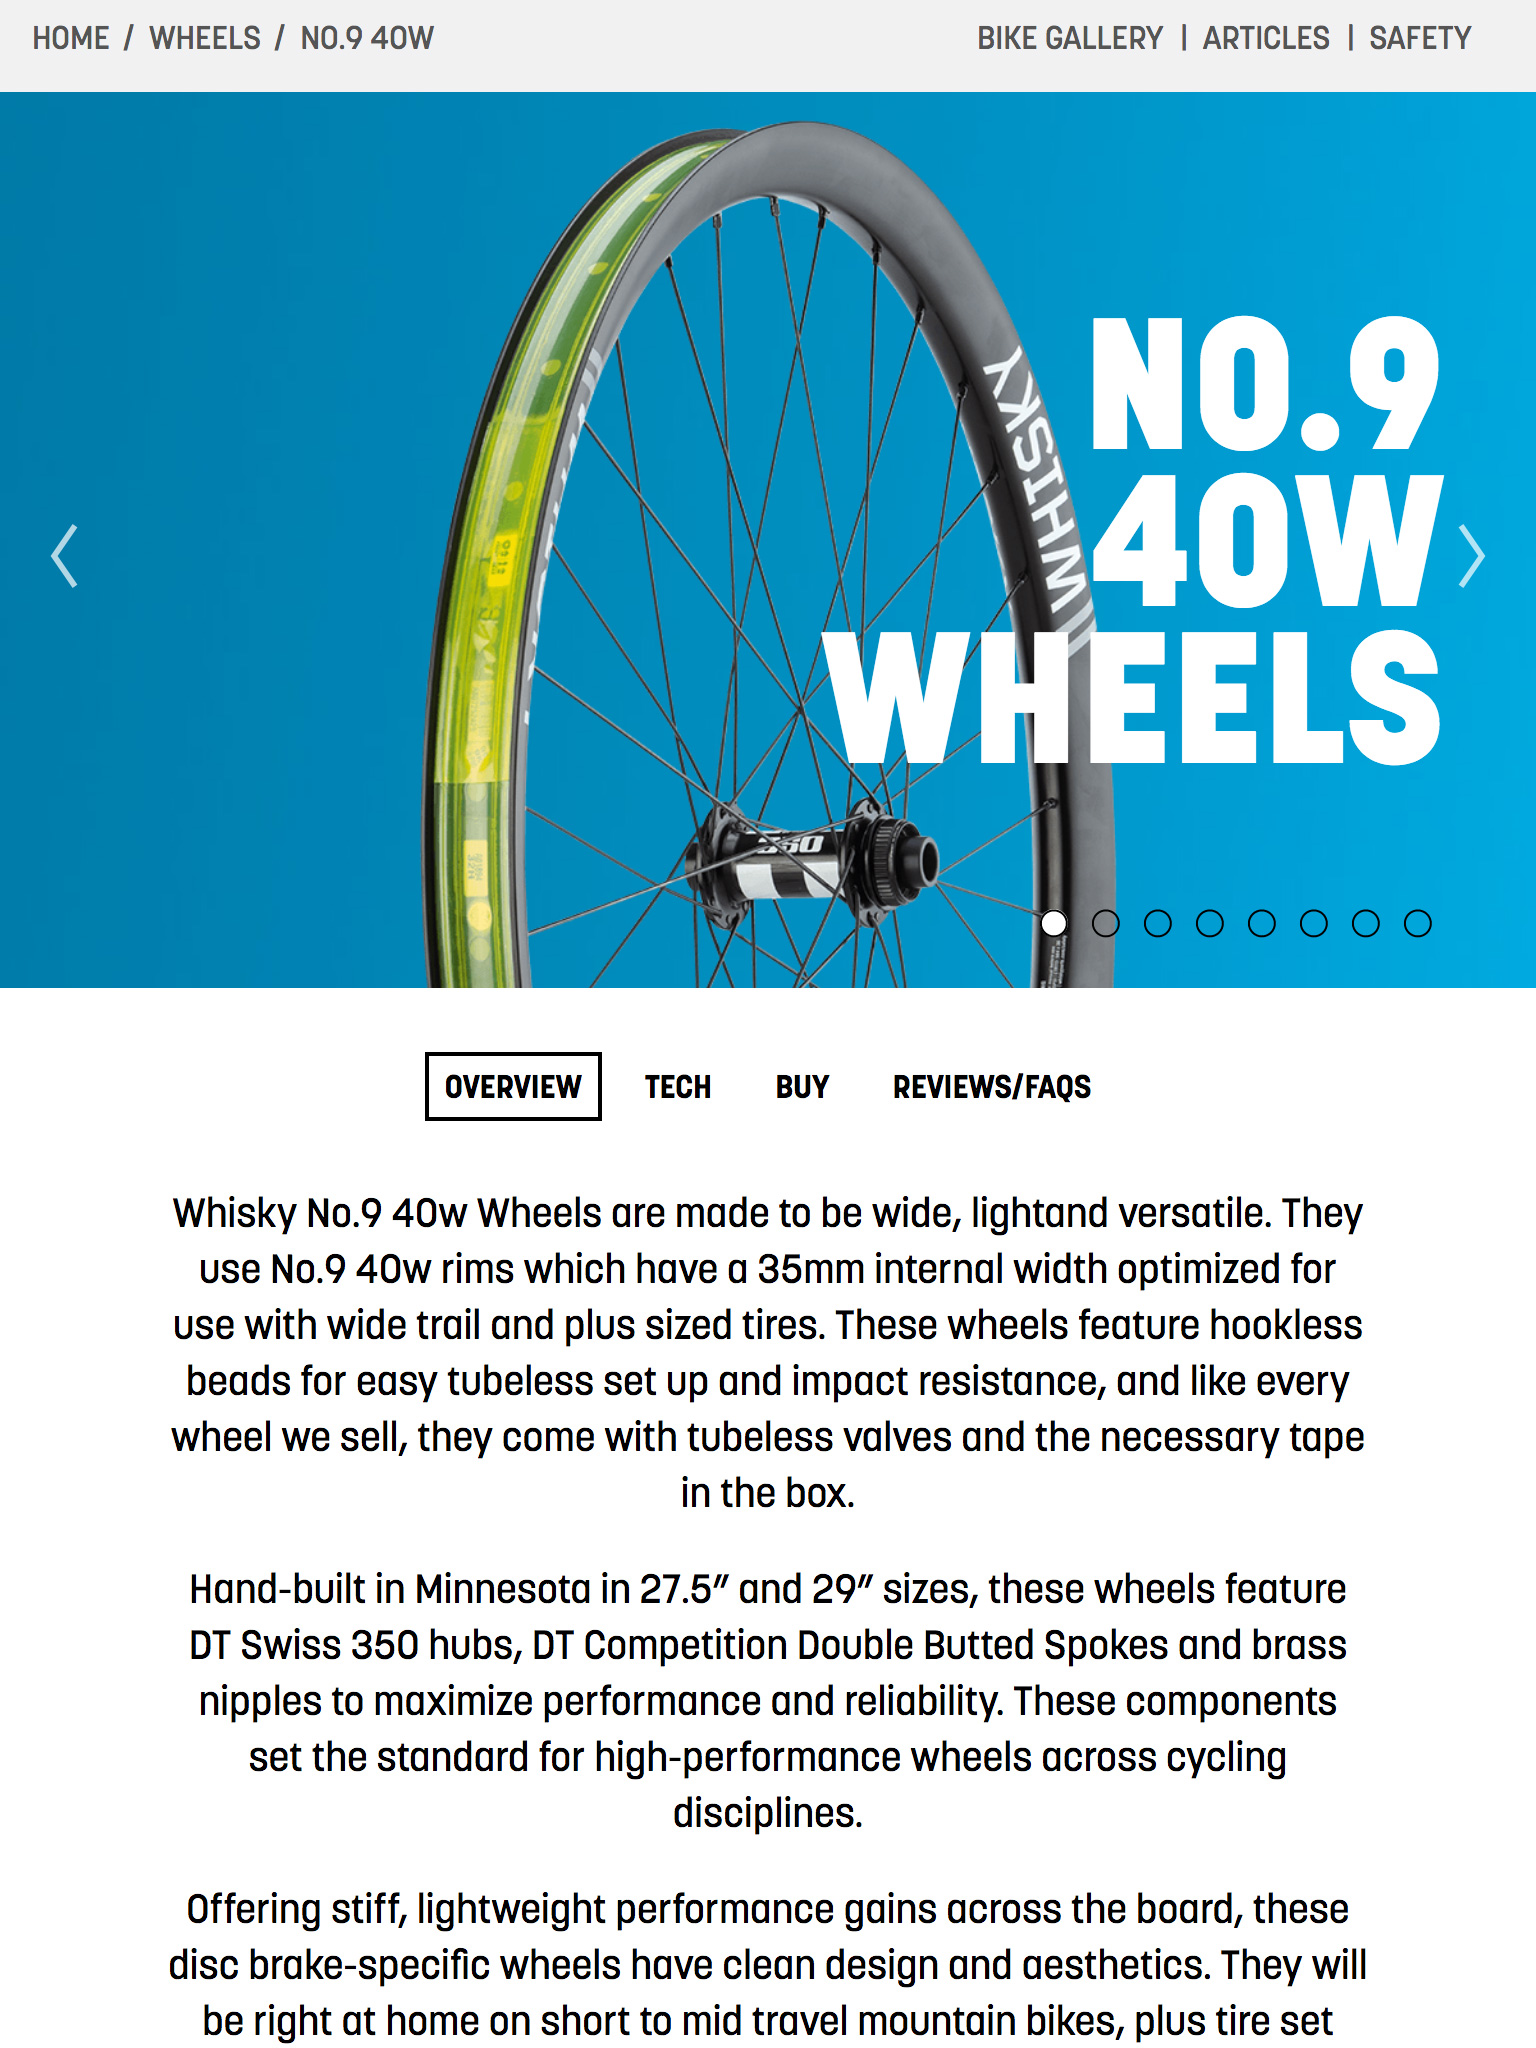 HOME / WHEELS / NO.9 40W
BIKE GALLERY | ARTICLES | SAFETY
WHISKY
350
NO.9
40W
WHEELS
OVERVIEW
TECH
BUY
REVIEWS/FAQS
Whisky No.9 40w Wheels are made to be wide, lightand versatile. They
use No.9 40w rims which have a 35mm internal width optimized for
use with wide trail and plus sized tires. These wheels feature hookless
beads for easy tubeless set up and impact resistance, and like every
wheel we sell, they come with tubeless valves and the necessary tape
in the box.
Hand-built in Minnesota in 27.5″ and 29″ sizes, these wheels feature
DT Swiss 350 hubs, DT Competition Double Butted Spokes and brass
nipples to maximize performance and reliability. These components
set the standard for high-performance wheels across cycling
disciplines.
Offering stiff, lightweight performance gains across the board, these
disc brake-specific wheels have clean design and aesthetics. They will
be right at home on short to mid travel mountain bikes, plus tire set